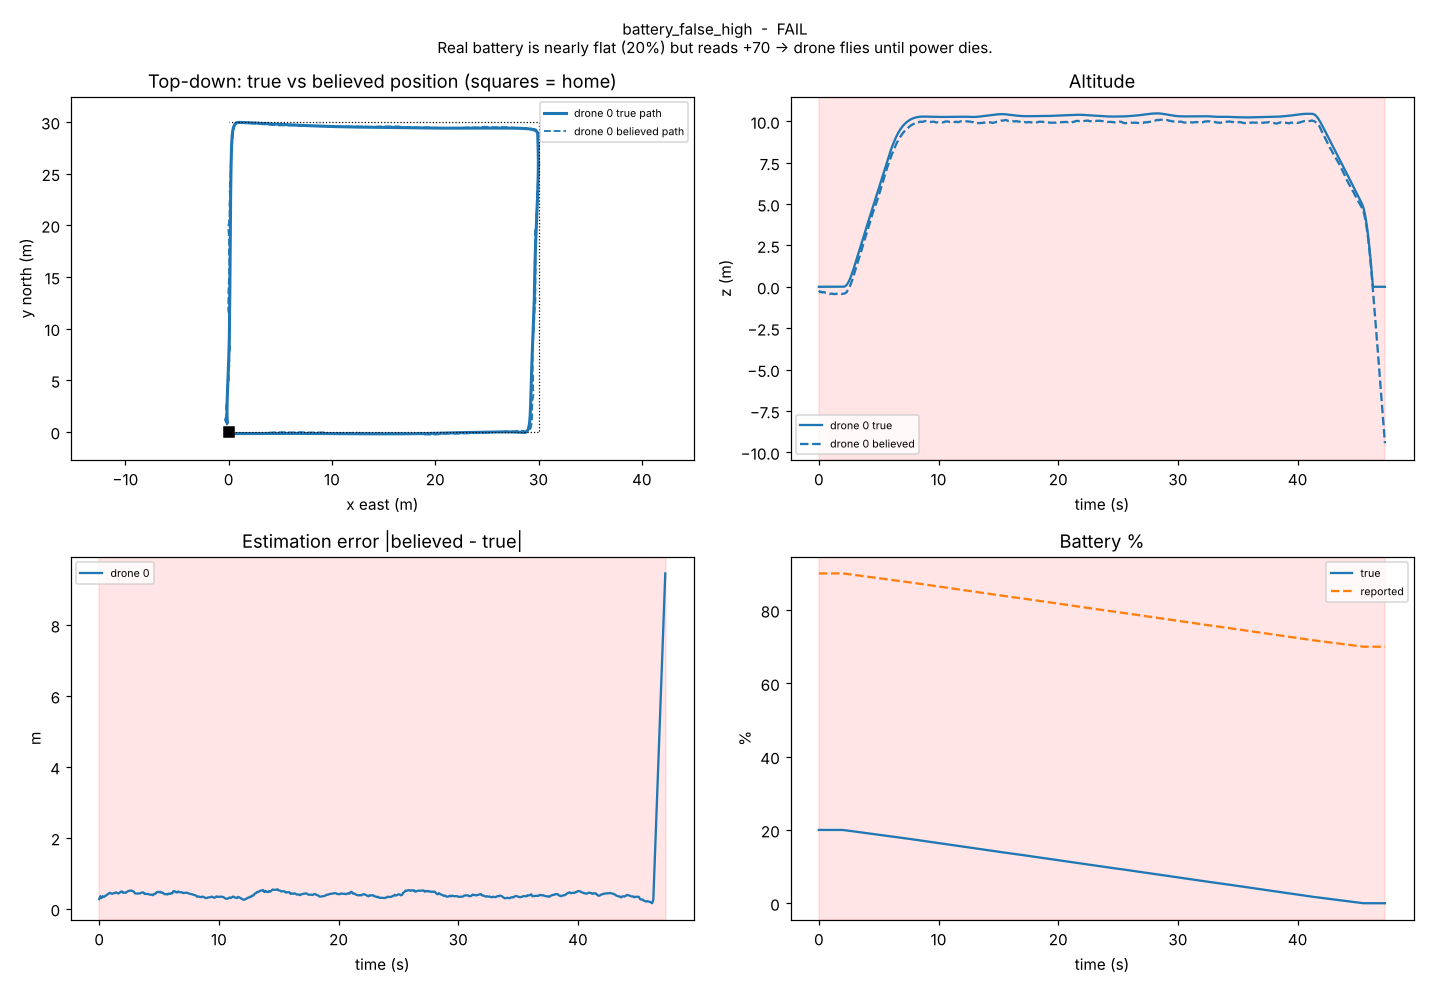 battery_false_high - FAIL
Real battery is nearly flat (20%) but reads +70 → drone flies until power dies.
Top-down: true vs believed position (squares = home)
drone 0 true path
drone 0 believed path
y north (m)
30
25
20
15
10
5
0
−10
0
10
20
30
40
x east (m)
Altitude
z (m)
10.0
7.5
5.0
2.5
0.0
−2.5
−5.0
−7.5
−10.0
drone 0 true
drone 0 believed
0
10
20
30
40
time (s)
Estimation error |believed - true|
drone 0
m
8
6
4
2
0
0
10
20
30
40
time (s)
Battery %
true
reported
%
80
60
40
20
0
0
10
20
30
40
time (s)